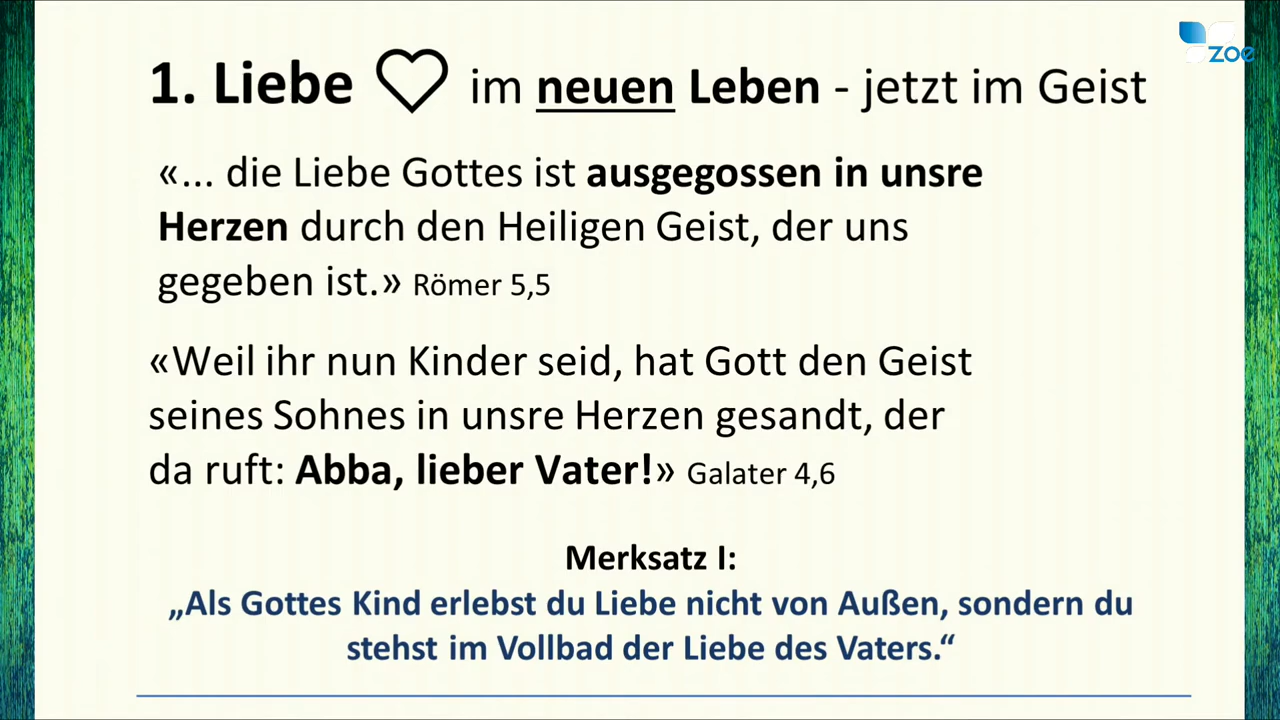 zoe
1. Liebe im neuen Leben - jetzt im Geist
«... die Liebe Gottes ist ausgegossen in unsre
Herzen durch den Heiligen Geist, der uns
gegeben ist.» Römer 5,5
«Weil ihr nun Kinder seid, hat Gott den Geist
seines Sohnes in unsre Herzen gesandt, der
da ruft: Abba, lieber Vater!» Galater 4,6
Merksatz I:
„Als Gottes Kind erlebst du Liebe nicht von Außen, sondern du
stehst im Vollbad der Liebe des Vaters.“